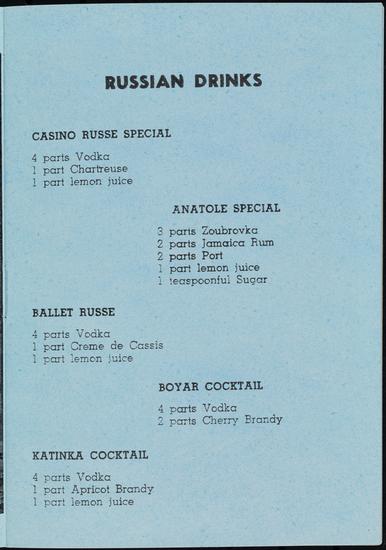 RUSSIAN DRINKS
CASINO RUSSE SPECIAL
4 parts Vodka
1 part Chartreuse
1 part lemon juice
ANATOLE SPECIAL
3 parts Zoubrovka
2 parts Jamaica Rum
2 parts Port
1 part lemon juice
1 teaspoonful Sugar
BALLET RUSSE
4 parts Vodka
1 part Creme de Cassis
1 part lemon juice
BOYAR COCKTAIL
4 parts Vodka
2 parts Cherry Brandy
KATINKA COCKTAIL
4 parts Vodka
1 part Apricot Brandy
1 part lemon juice